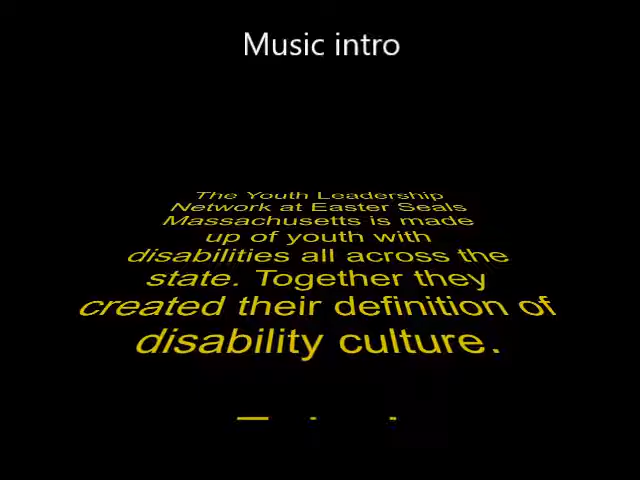 Music intro
The Youth Leadership
Network at Easter Seals
Massachusetts is made
up of youth with
disabilities all across the
state. Together they
created their definition of
disability culture.